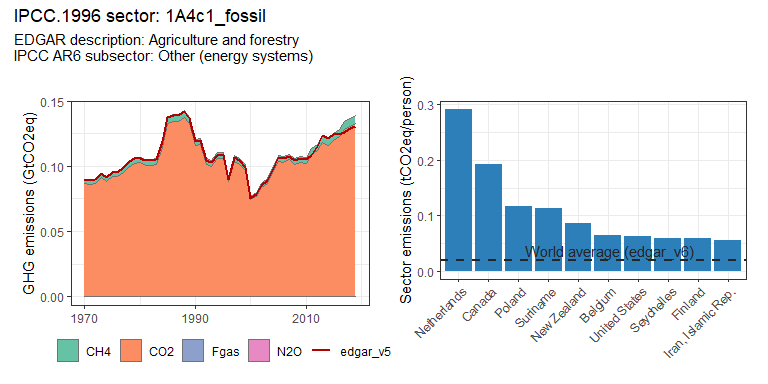 IPCC.1996 sector: 1A4c1_fossil
EDGAR description: Agriculture and forestry
IPCC AR6 subsector: Other (energy systems)
GHG emissions (GtCO2eq)
0.15
0.10
0.05
0.00
1970
1990
2010
CH4
CO2
Fgas
N2O
edgar_v5
Sector emissions (tCO2eq/person)
0.3
0.2
0.1
0.0
World average (edgar_v6)
Netherlands
Canada
Poland
Suriname
New Zealand
Belgium
United States
Seychelles
Finland
Iran, Islamic Rep.